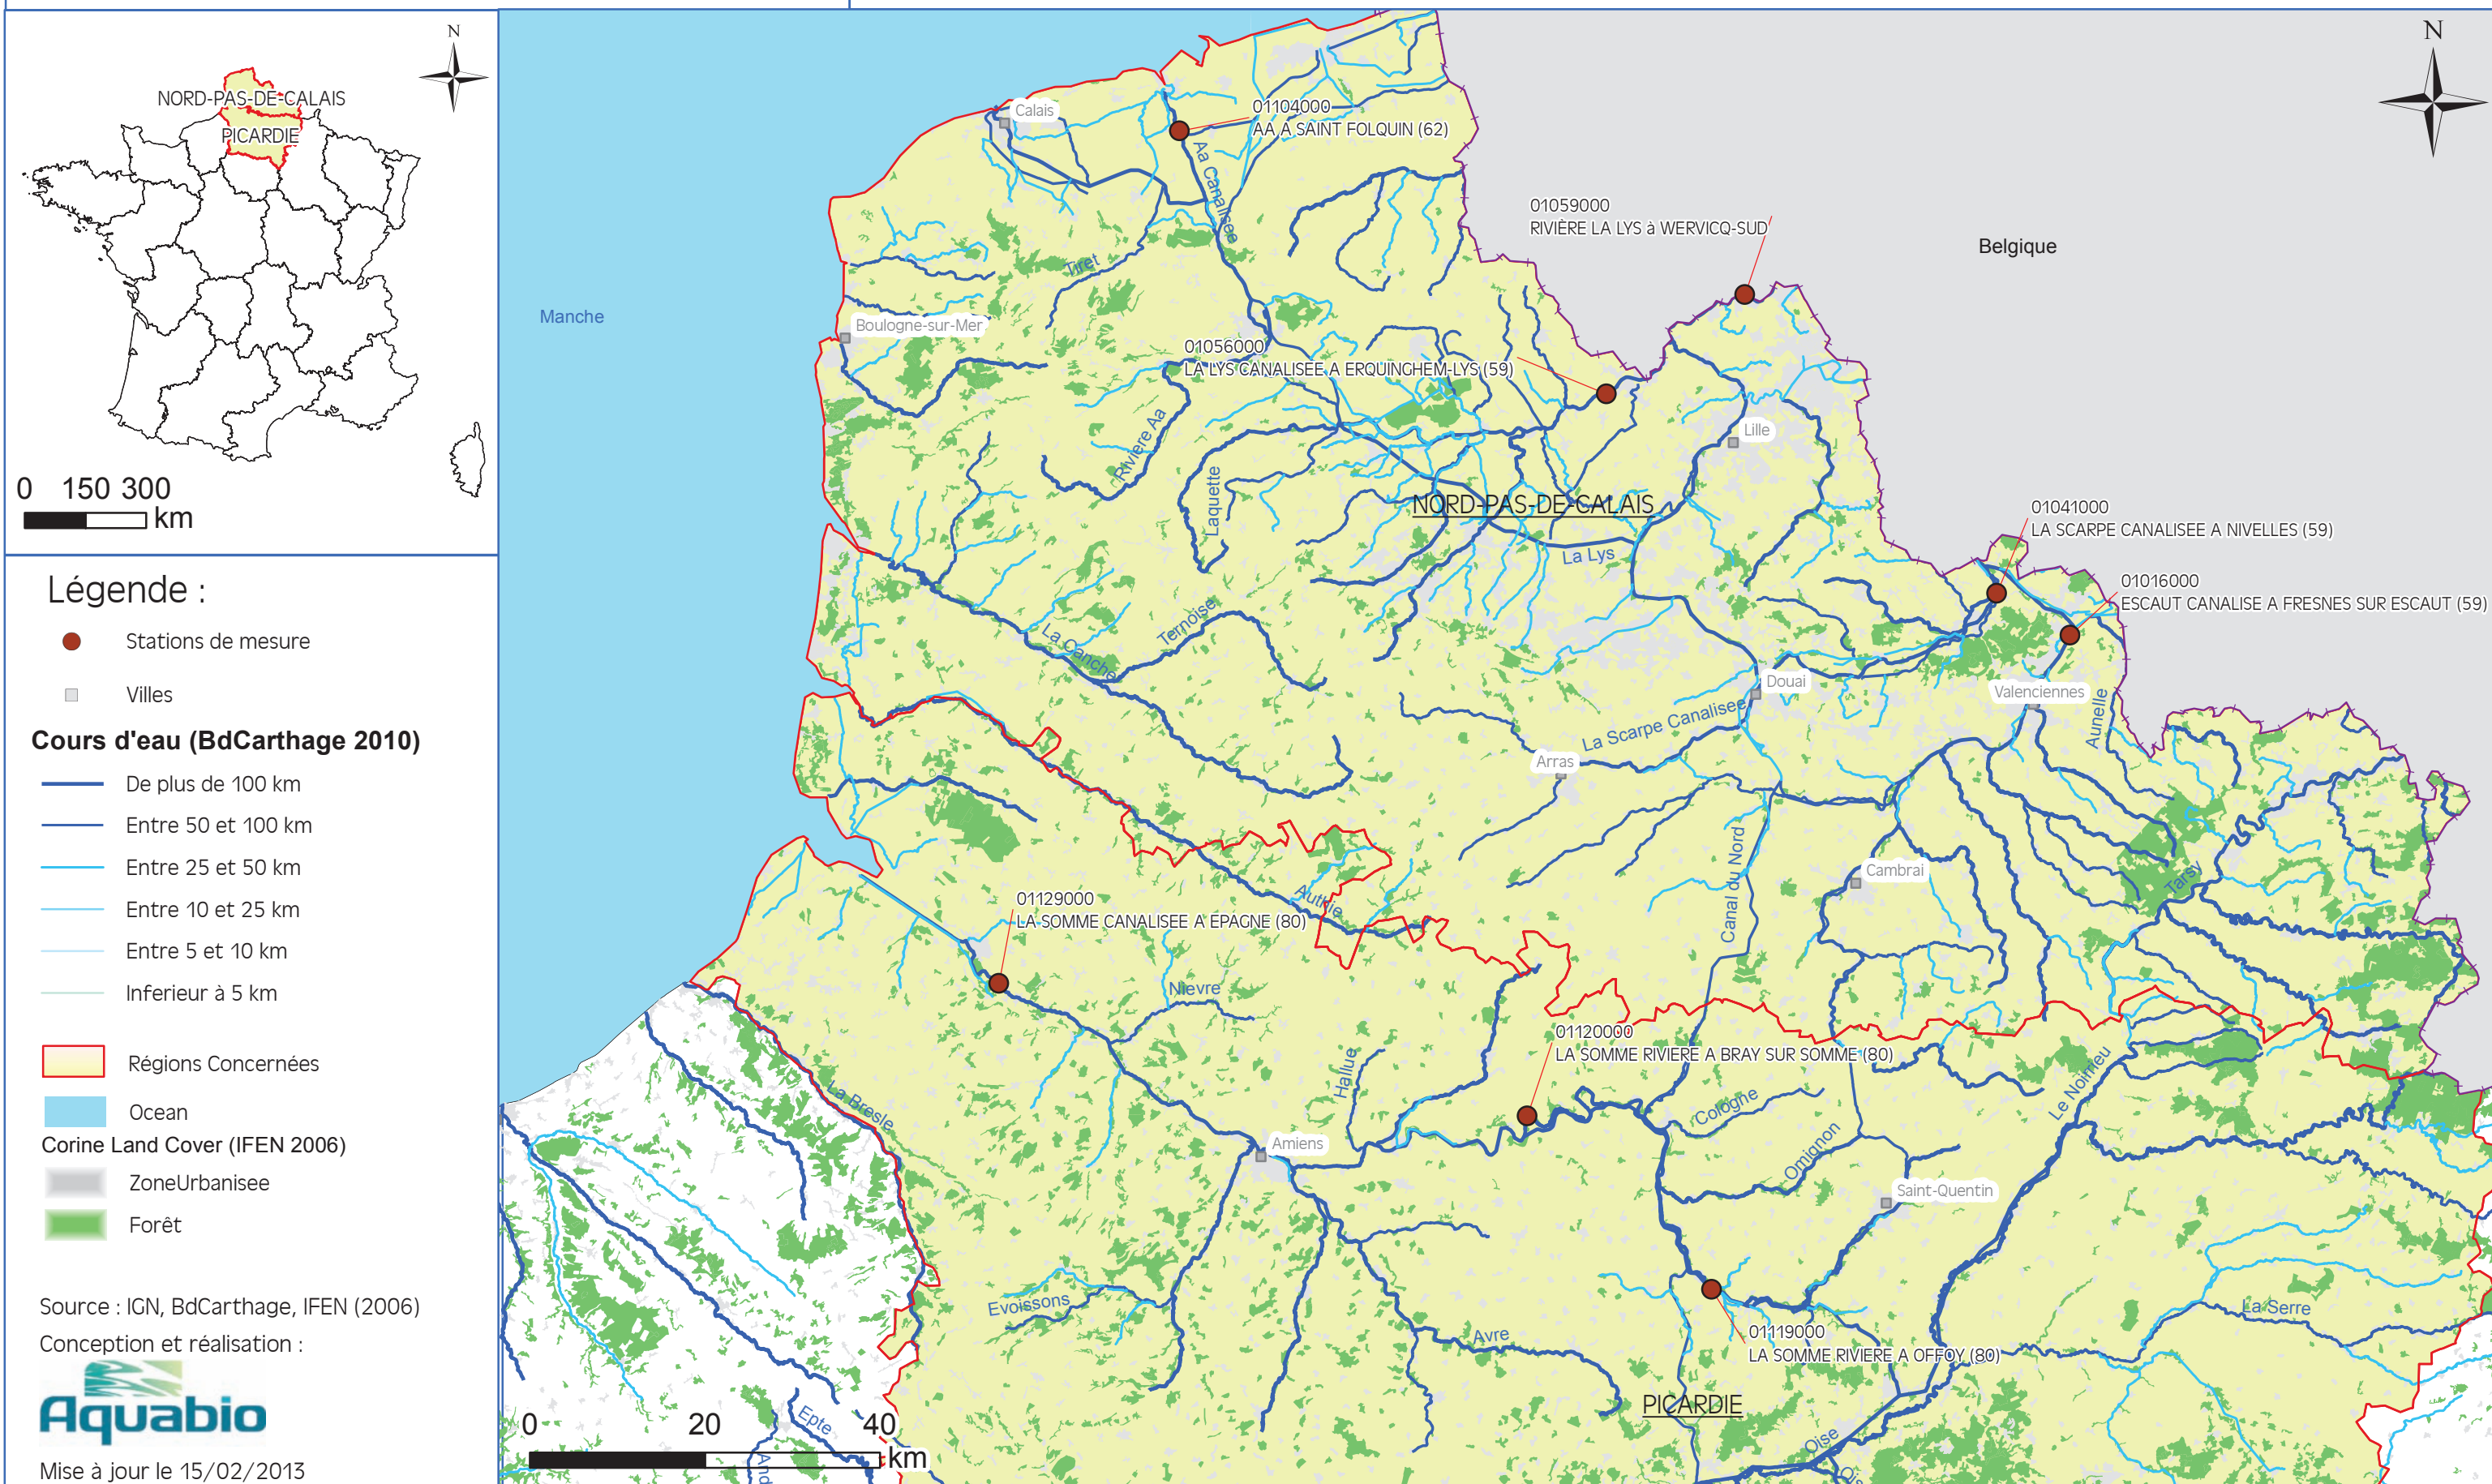 N
NORD-PAS-DE-CALAIS
PICARDIE
0 150 300
km
Légende :
Stations de mesure
Villes
Cours d'eau (BdCarthage 2010)
De plus de 100 km
Entre 50 et 100 km
Entre 25 et 50 km
Entre 10 et 25 km
Entre 5 et 10 km
Inferieur à 5 km
Régions Concernées
Ocean
Corine Land Cover (IFEN 2006)
ZoneUrbanisee
Forêt
Source : IGN, BdCarthage, IFEN (2006)
Conception et réalisation :
Aquabio
Mise à jour le 15/02/2013
N
Calais
01104000
AA A SAINT FOLQUIN (62)
Aa Canalisee
01059000
RIVIÈRE LA LYS à WERVICQ-SUD
Belgique
Tiret
Manche
Boulogne-sur-Mer
01056000
LA LYS CANALISEE A ERQUINGHEM-LYS (59)
Riviere Aa
Lille
Laquette
NORD-PAS-DE-CALAIS
01041000
LA SCARPE CANALISEE A NIVELLES (59)
La Lys
01016000
ESCAUT CANALISE A FRESNES SUR ESCAUT (59)
Ternoise
La Canche
Douai
Valenciennes
Aunelle
La Scarpe Canalisee
Arras
Canal du Nord
Cambrai
Tarsy
Authie
01129000
LA SOMME CANALISEE A EPAGNE (80)
Nievre
01120000
LA SOMME RIVIERE A BRAY SUR SOMME (80)
Hallue
Le Noirrieu
La Bresle
Cologne
Amiens
Omignon
Saint-Quentin
Evoissons
La Serre
Avre
01119000
LA SOMME RIVIERE A OFFOY (80)
PICARDIE
Epte
Oise
And
0 20 40
km